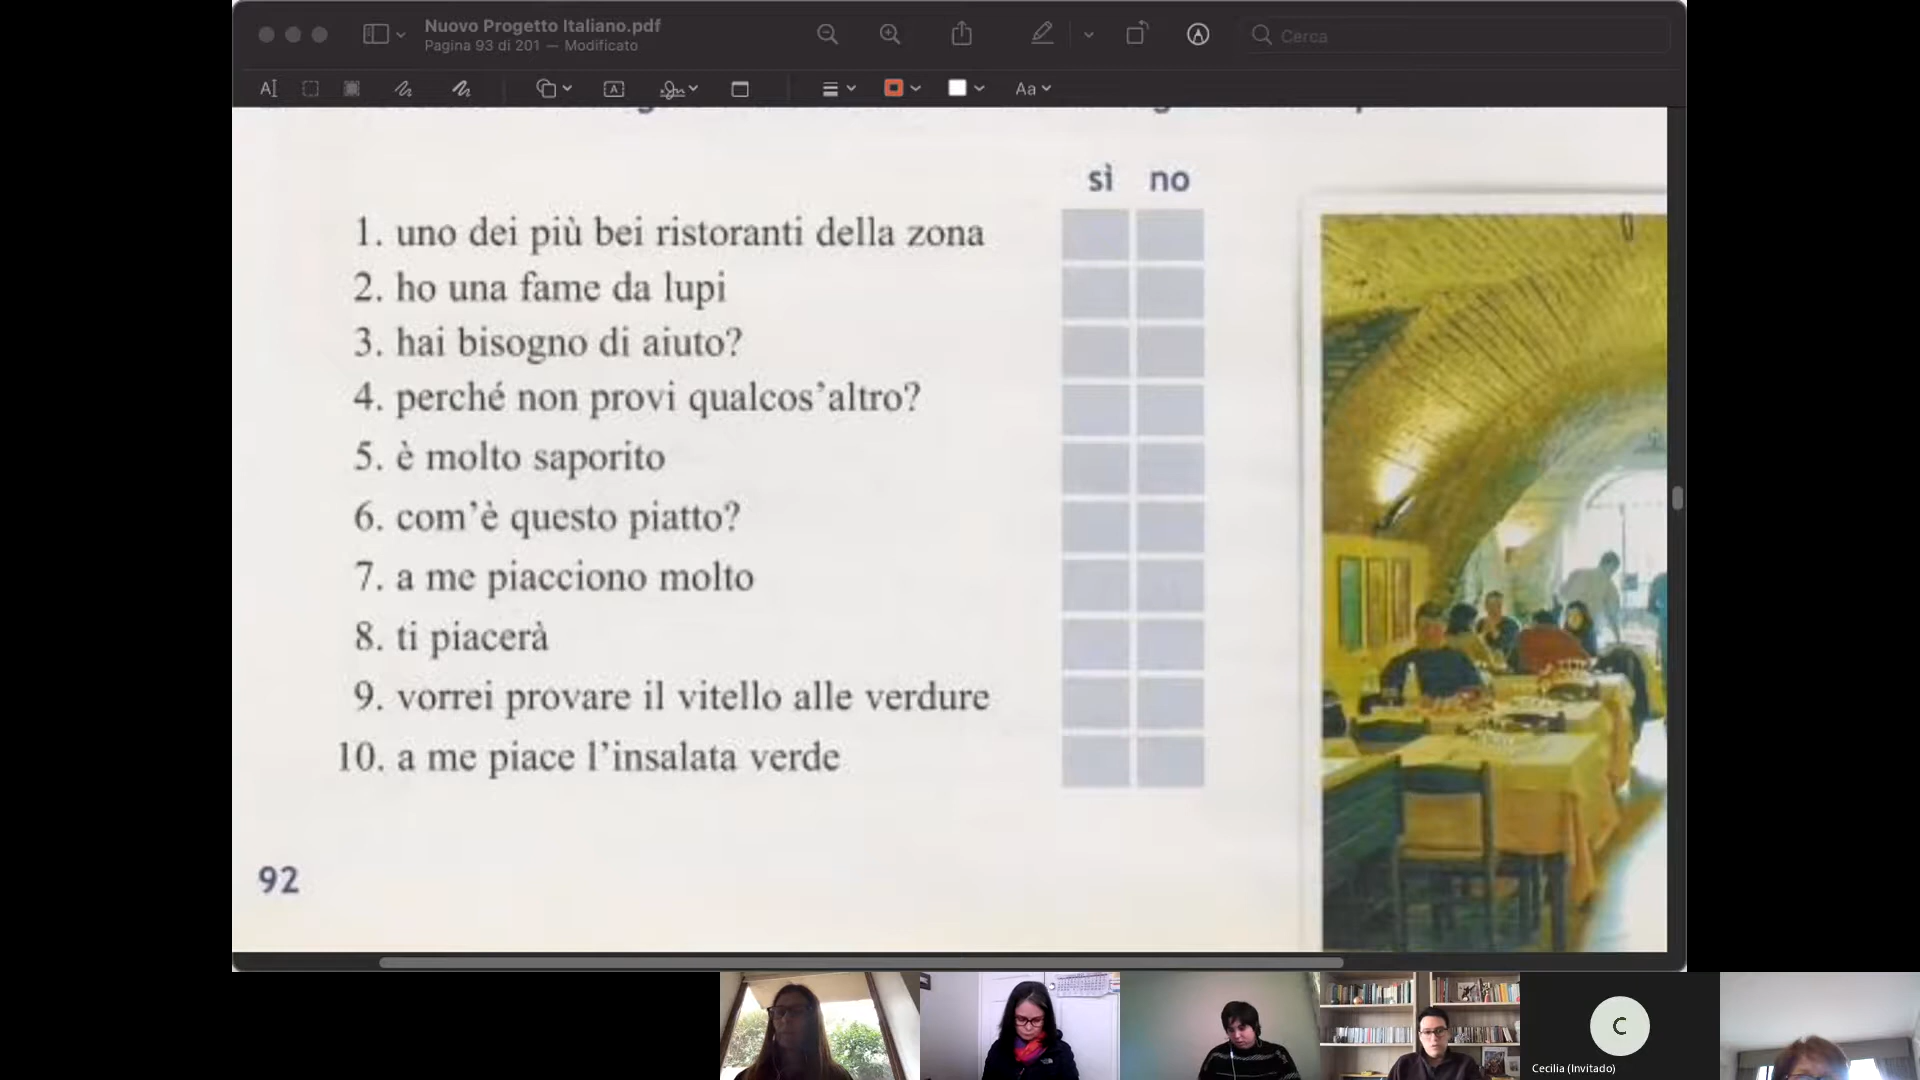 Nuovo Progetto Italiano.pdf
Pagina 93 di 201 — Modificato
Cerca
Aa
sì no
1. uno dei più bei ristoranti della zona
2. ho una fame da lupi
3. hai bisogno di aiuto?
4. perché non provi qualcos’altro?
5. è molto saporito
6. com’è questo piatto?
7. a me piacciono molto
8. ti piacerà
9. vorrei provare il vitello alle verdure
10. a me piace l’insalata verde
92
C
Cecilia (Invitado)